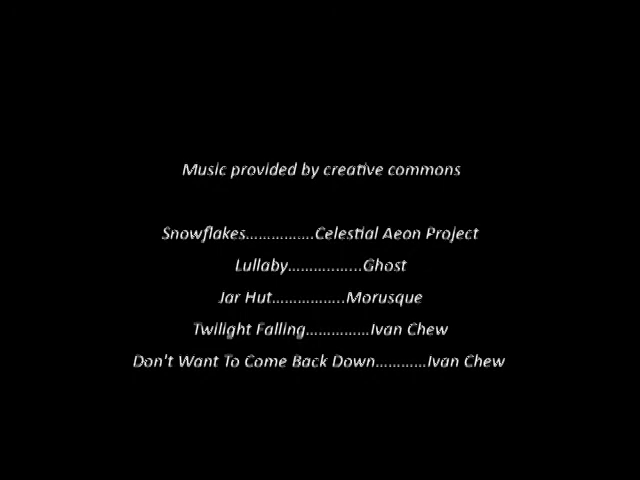 Music provided by creative commons
Snowflakes................Celestial Aeon Project
Lullaby.................Ghost
Jar Hut.................Morusque
Twilight Falling...............Ivan Chew
Don't Want To Come Back Down............Ivan Chew